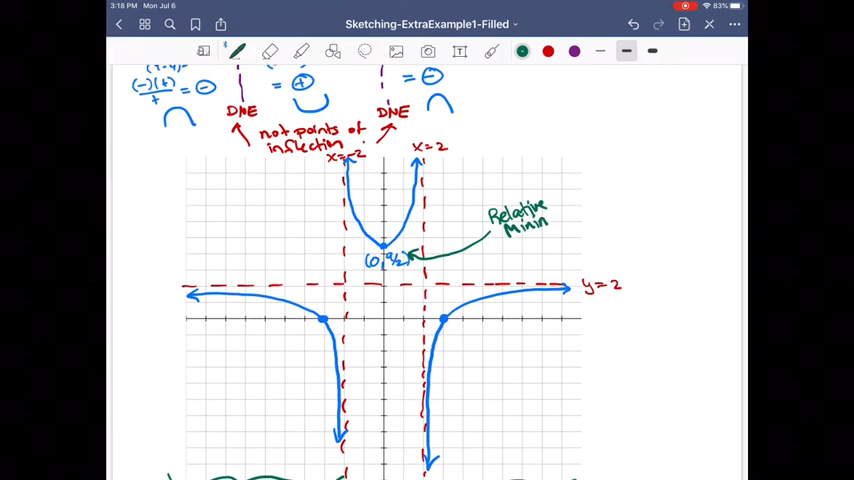 3:18 PM Mon Jul 6
83%
Sketching-ExtraExample1-Filled
(-)(+)
+
= -
= +
= -
DNE
DNE
not points of
inflection
x=-2
x=2
Relative
Minin
(0, 9/2)
y=2